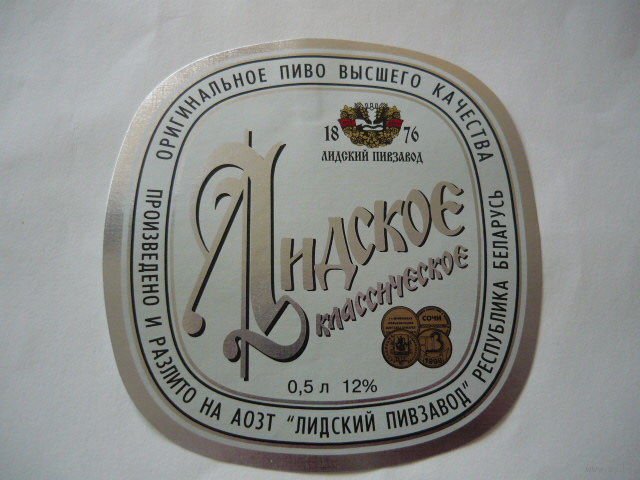 ОРИГИНАЛЬНОЕ ПИВО ВЫСШЕГО КАЧЕСТВА
18 76
ЛИДСКИЙ ПИВЗАВОД
Лидское
классическое
СОЧИ
1998
0,5 л 12%
ПРОИЗВЕДЕНО И РАЗЛИТО НА АОЗТ "ЛИДСКИЙ ПИВЗАВОД" РЕСПУБЛИКА БЕЛАРУСЬ